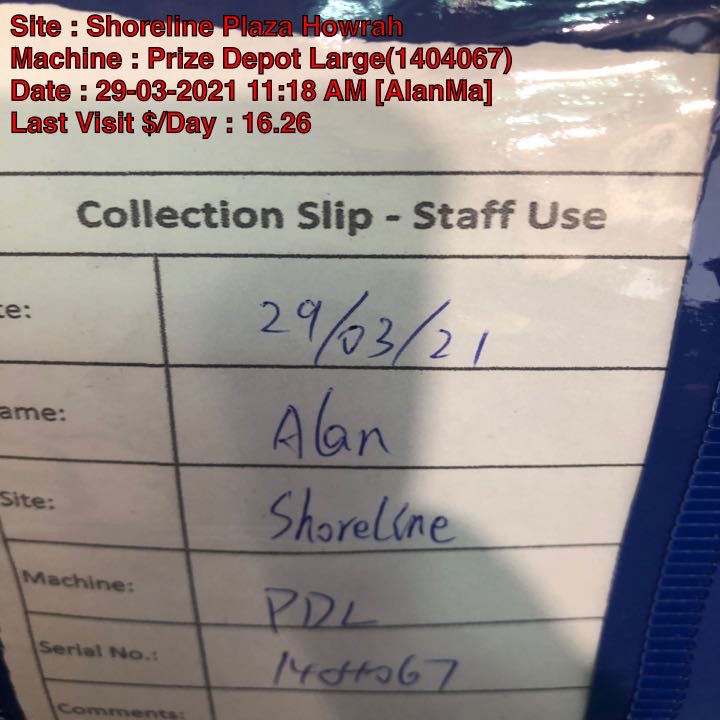 Site : Shoreline Plaza Howrah
Machine : Prize Depot Large(1404067)
Date : 29-03-2021 11:18 AM [AlanMa]
Last Visit $/Day : 16.26
Collection Slip - Staff Use
te: 29/03/21
ame: Alan
Site: Shoreline
Machine: PDL
Serial No.: 1404067
Comments: